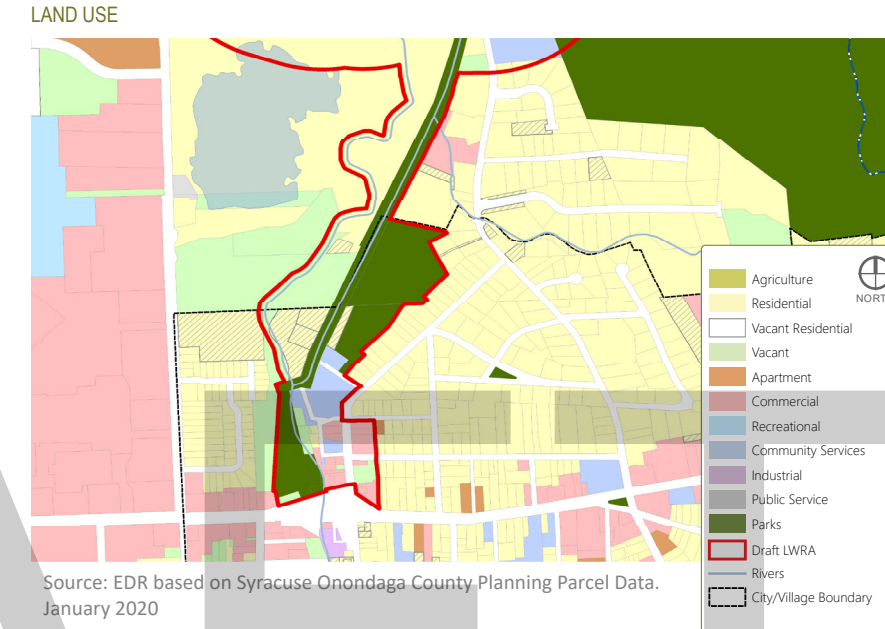 LAND USE
NORT
Agriculture
Residential
Vacant Residential
Vacant
Apartment
Commercial
Recreational
Community Services
Industrial
Public Service
Parks
Draft LWRA
Rivers
City/Village Boundary
Source: EDR based on Syracuse Onondaga County Planning Parcel Data.
January 2020